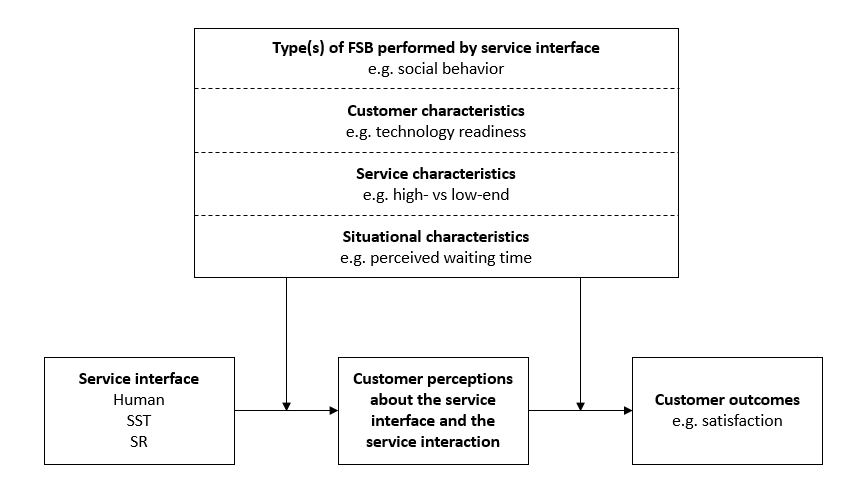 Type(s) of FSB performed by service interface
e.g. social behavior
Customer characteristics
e.g. technology readiness
Service characteristics
e.g. high- vs low-end
Situational characteristics
e.g. perceived waiting time
Service interface
Human
SST
SR
Customer perceptions
about the service
interface and the
service interaction
Customer outcomes
e.g. satisfaction